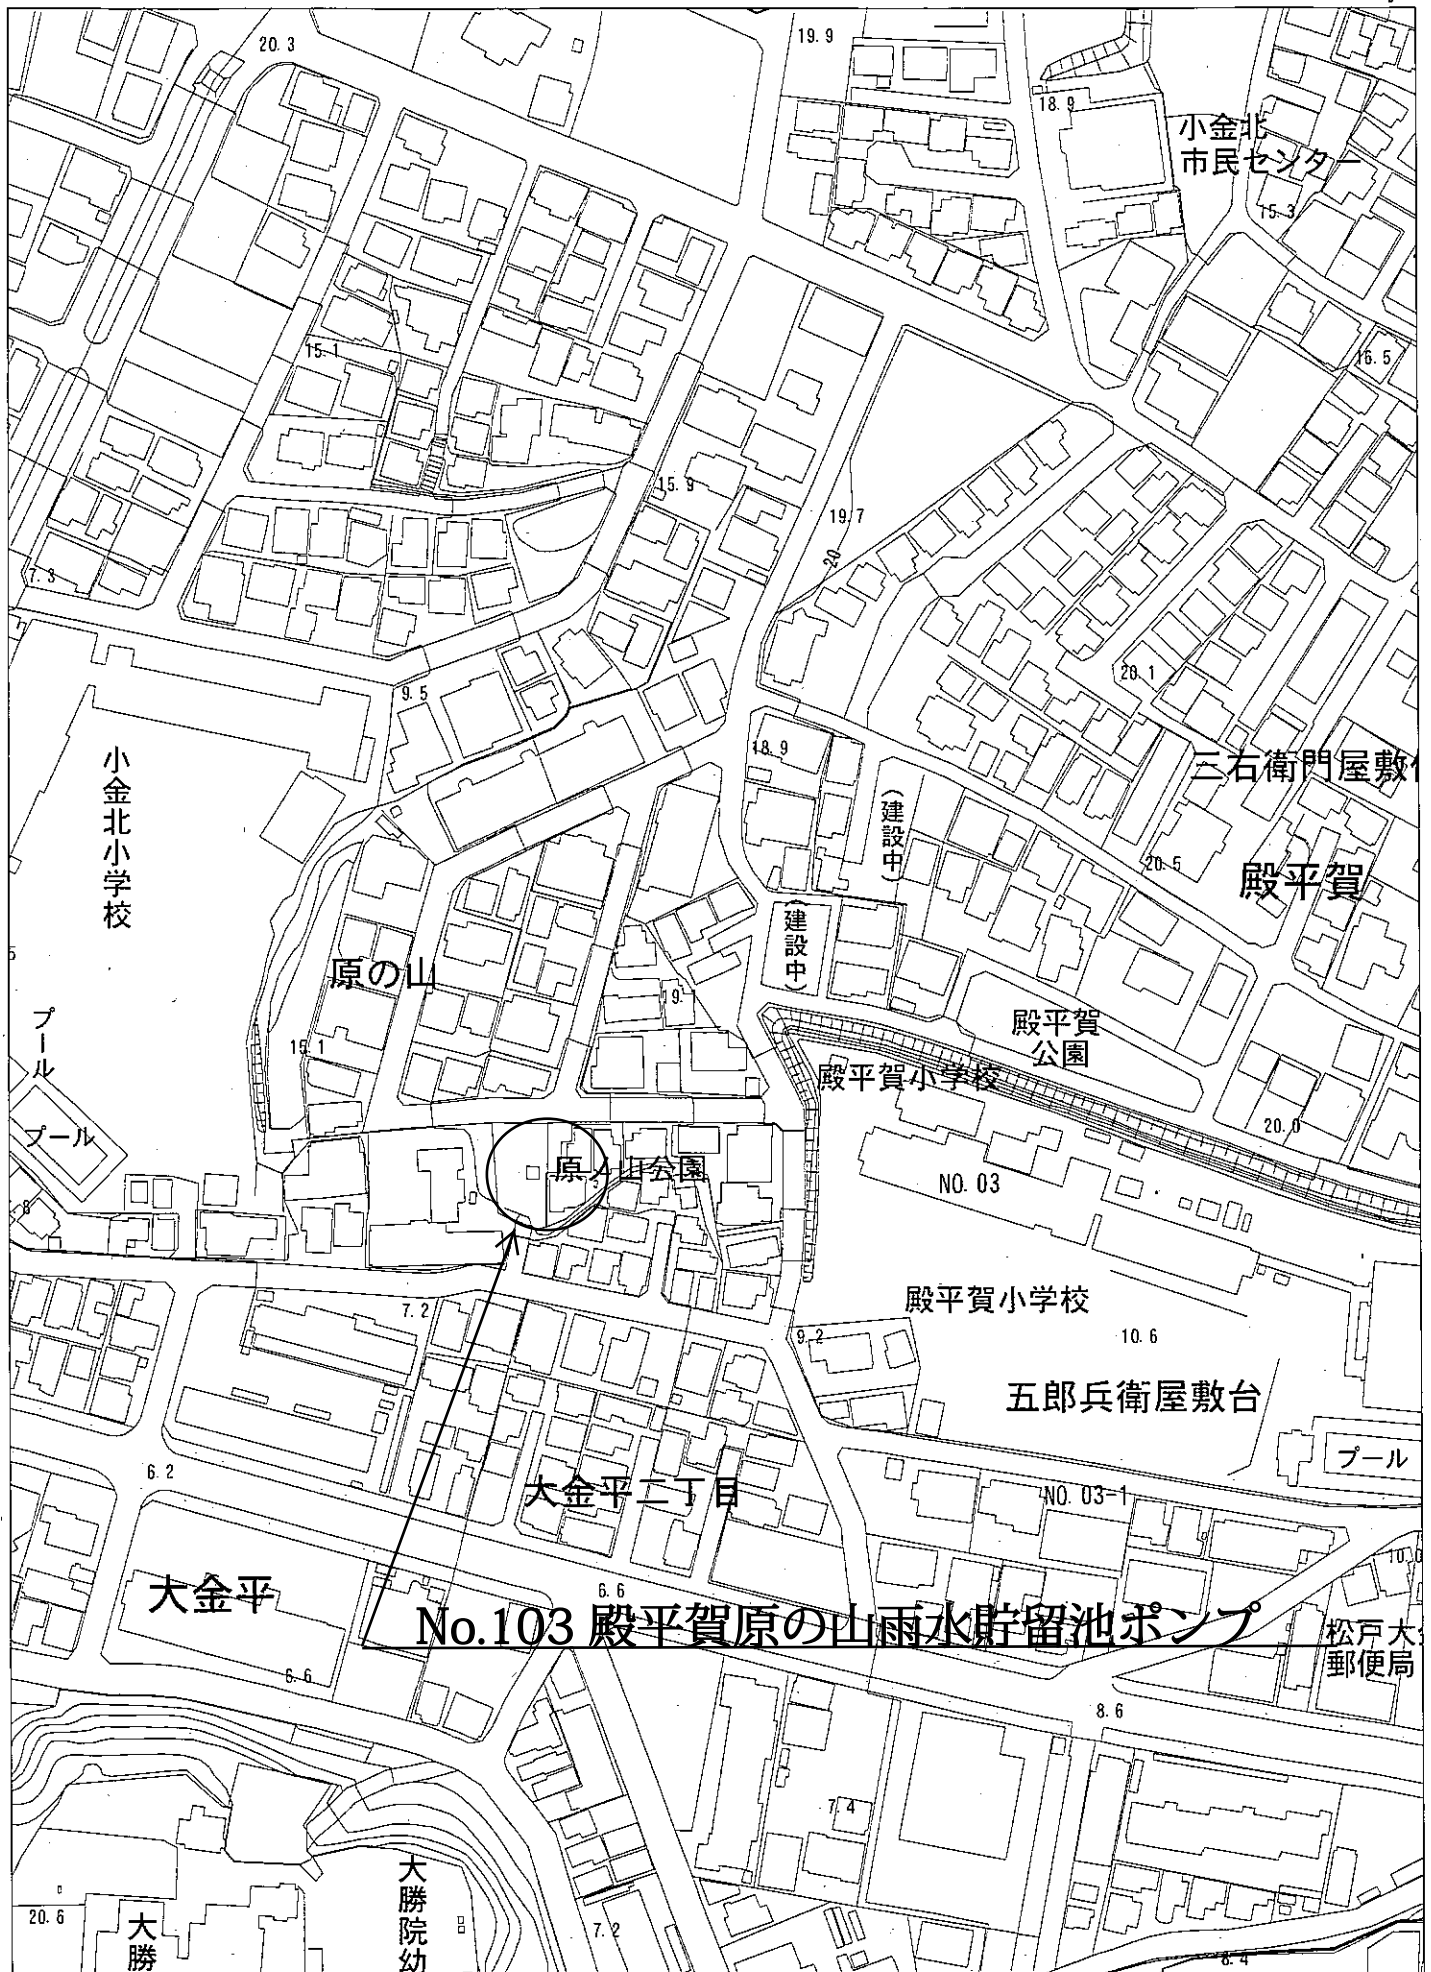 20.3
19.9
18.9
小金北
市民センター
15.3
15.1
16.5
15.9
19.7
20
7.3
20.1
9.5
18.9
三右衛門屋敷
小金北小学校
(建設中)
20.5
殿平賀
(建設中)
原の山
19.
殿平賀
公園
プール
15.1
殿平賀小学校
プール
20.0
原ノ山公園
NO.03
8
殿平賀小学校
7.2
9.2
10.6
五郎兵衛屋敷台
プール
6.2
大金平二丁目
NO.03-1
10.0
大金平
6.6
No.103 殿平賀原の山雨水貯留池ポンプ
松戸大
郵便局
6.6
8.6
7.4
大勝院幼
20.6
大勝
7.2
8.4